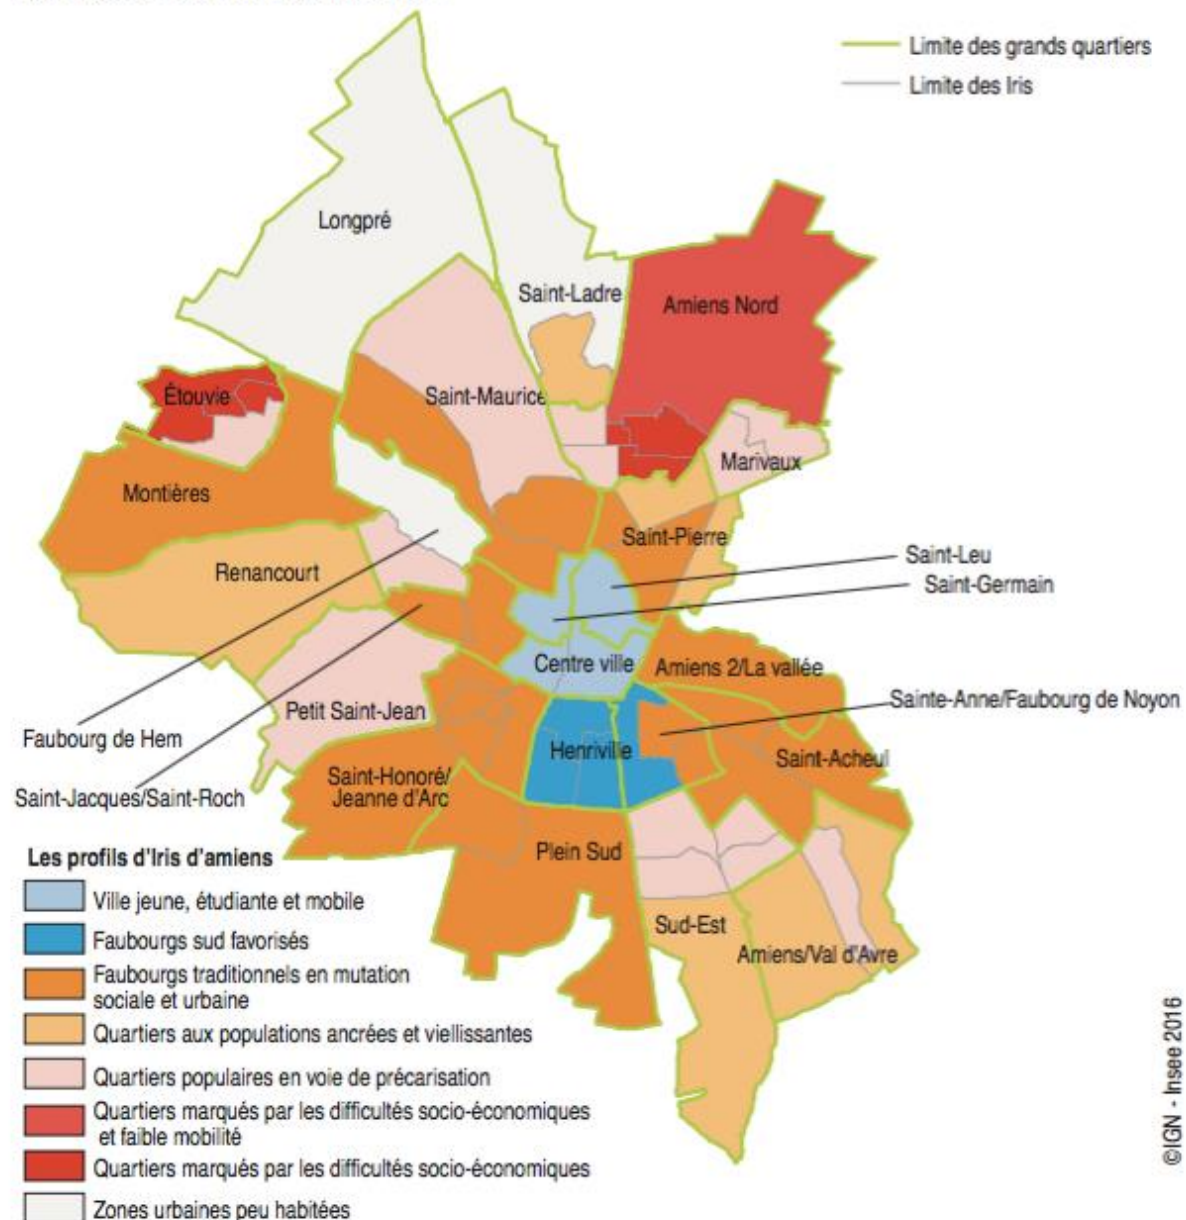 Limite des grands quartiers
Limite des Iris
Longpré
Saint-Ladre
Amiens Nord
Étouvie
Saint-Maurice
Marivaux
Montières
Saint-Pierre
Saint-Leu
Renancourt
Saint-Germain
Centre ville
Amiens 2/La vallée
Sainte-Anne/Faubourg de Noyon
Petit Saint-Jean
Faubourg de Hem
Henriville
Saint-Acheul
Saint-Honoré/
Jeanne d'Arc
Saint-Jacques/Saint-Roch
Plein Sud
Sud-Est
Amiens/Val d'Avre
Les profils d'Iris d'amiens
Ville jeune, étudiante et mobile
Faubourgs sud favorisés
Faubourgs traditionnels en mutation
sociale et urbaine
Quartiers aux populations ancrées et viellissantes
Quartiers populaires en voie de précarisation
Quartiers marqués par les difficultés socio-économiques
et faible mobilité
Quartiers marqués par les difficultés socio-économiques
Zones urbaines peu habitées
©IGN - Insee 2016